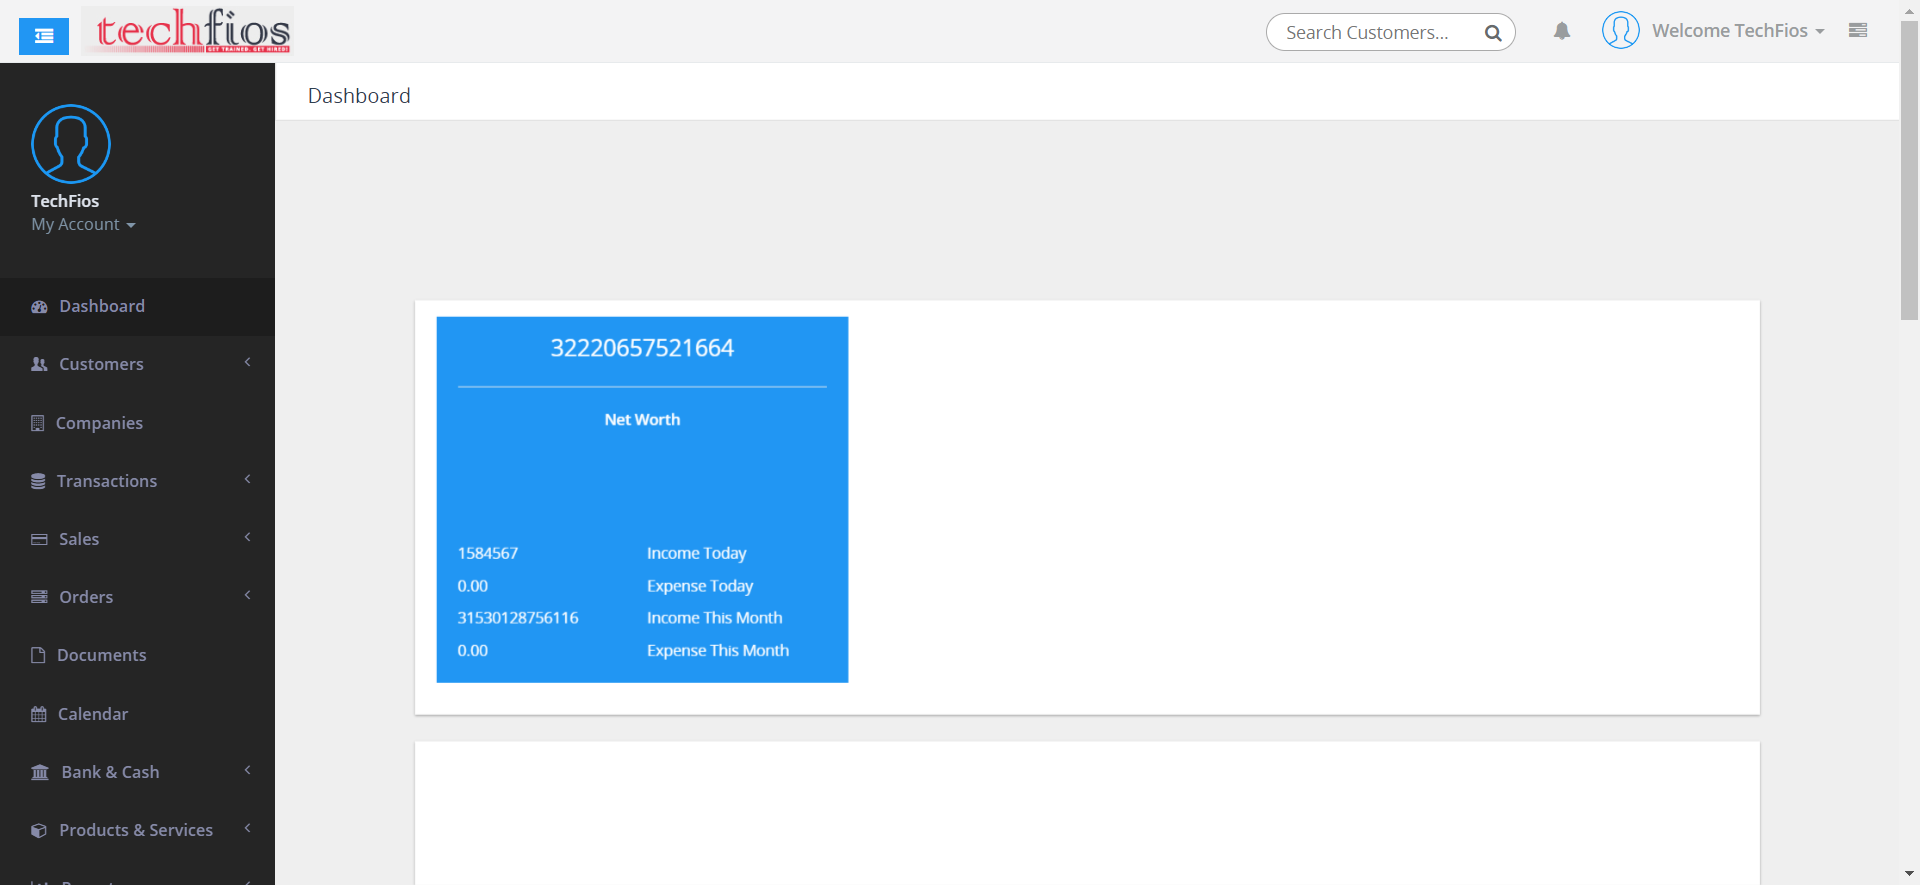 techfios
GET TRAINED. GET HIRED!
Search Customers...
Welcome TechFios
Dashboard
TechFios
My Account
Dashboard
Customers
Companies
Transactions
Sales
Orders
Documents
Calendar
Bank & Cash
Products & Services
32220657521664
Net Worth
1584567 Income Today
0.00 Expense Today
31530128756116 Income This Month
0.00 Expense This Month